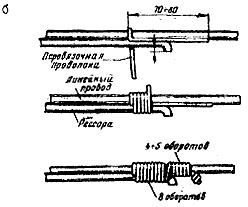 б
70÷80
Перевязочная
проволока
Линейный
провод
Рессора
4÷5 оборотов
8 оборотов